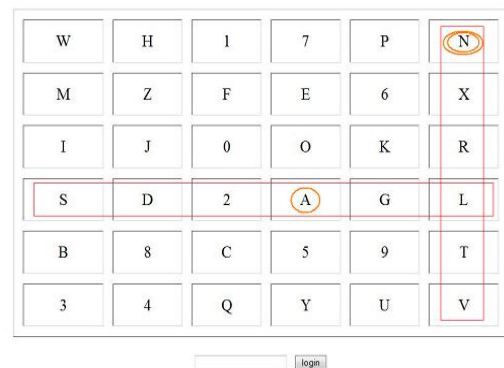 W H 1 7 P N
M Z F E 6 X
I J 0 O K R
S D 2 A G L
B 8 C 5 9 T
3 4 Q Y U V
login